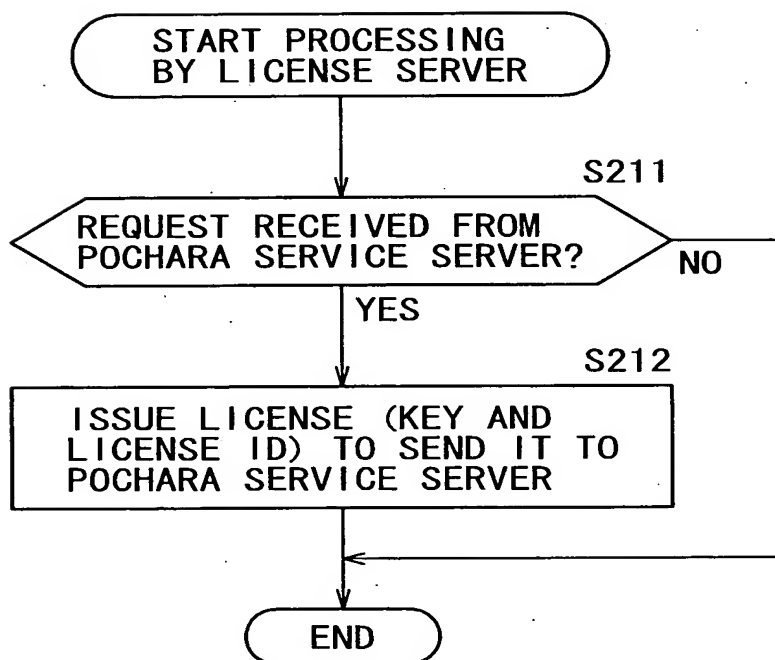 START PROCESSING
BY LICENSE SERVER
S211
REQUEST RECEIVED FROM
POCHARA SERVICE SERVER?
NO
YES
S212
ISSUE LICENSE (KEY AND
LICENSE ID) TO SEND IT TO
POCHARA SERVICE SERVER
END